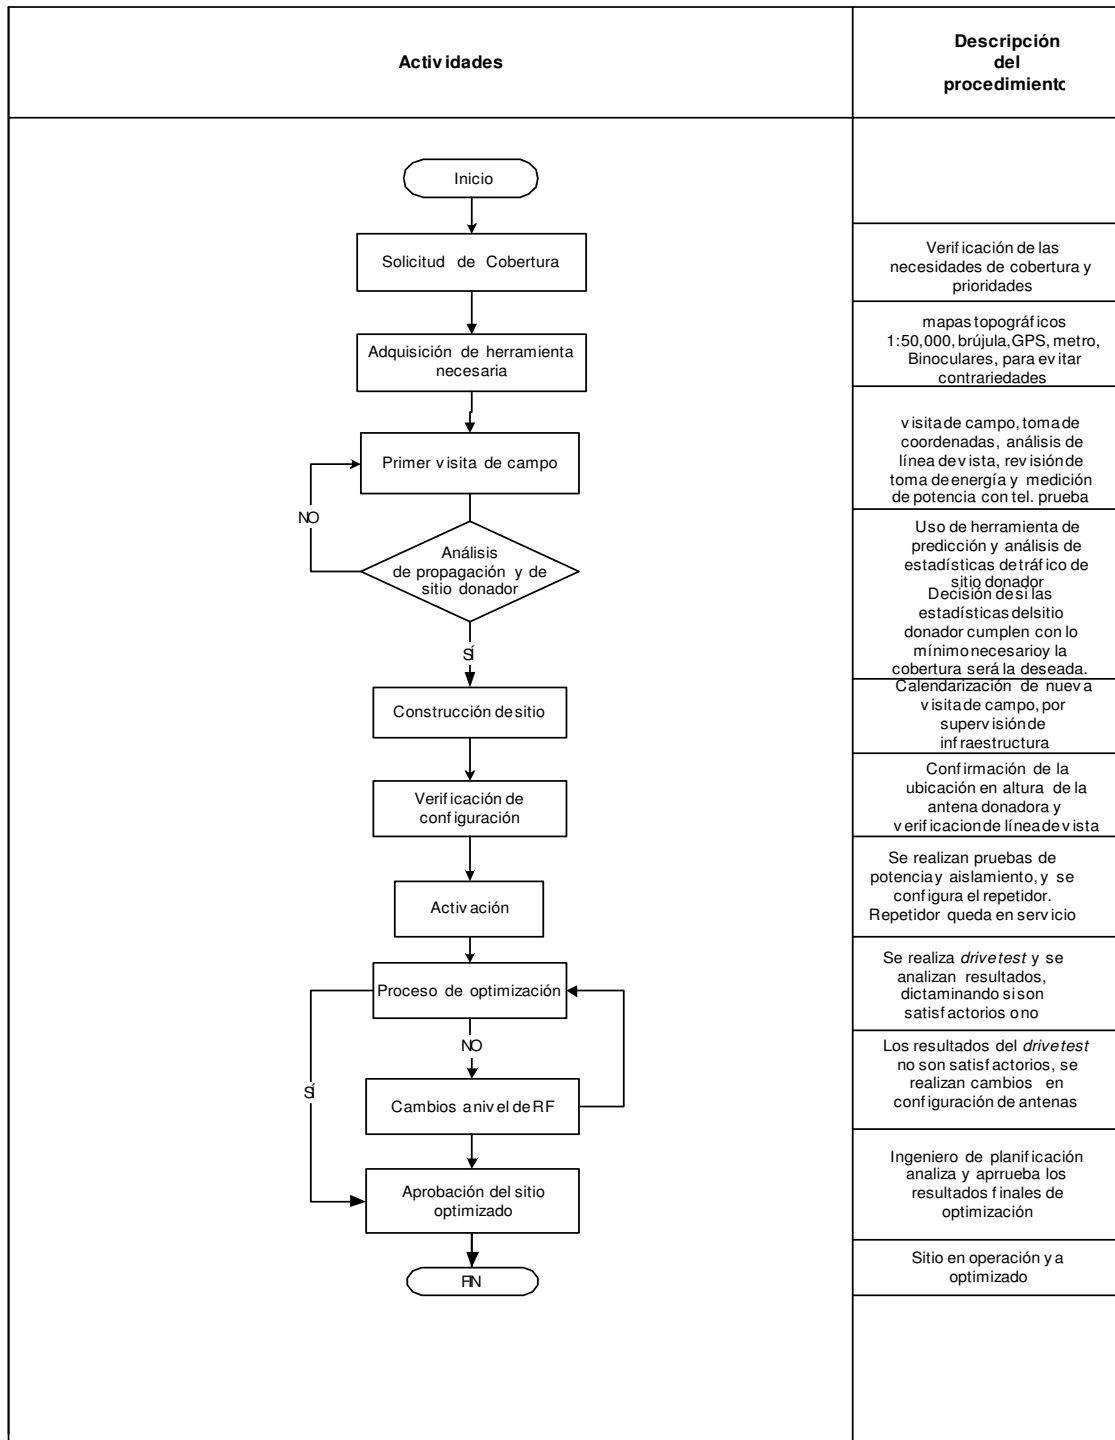 Actividades
Descripción
del
procedimiento
Inicio
Solicitud de Cobertura
Verificación de las
necesidades de cobertura y
prioridades
Adquisición de herramienta
necesaria
mapas topográficos
1:50,000, brújula, GPS, metro,
Binoculares, para evitar
contrariedades
Primer visita de campo
visita de campo, toma de
coordenadas, análisis de
línea de vista, revisión de
toma de energía y medición
de potencia con tel. prueba
NO
Análisis
de propagación y de
sitio donador
Uso de herramienta de
predicción y análisis de
estadísticas de tráfico de
sitio donador
Decisión de si las
estadísticas del sitio
donador cumplen con lo
mínimo necesario y la
cobertura será la deseada.
SÍ
Construcción de sitio
Calendarización de nueva
visita de campo, por
supervisión de
infraestructura
Verificación de
configuración
Confirmación de la
ubicación en altura de la
antena donadora y
verificacion de línea de vista
Activación
Se realizan pruebas de
potencia y aislamiento, y se
configura el repetidor.
Repetidor queda en servicio
Proceso de optimización
Se realiza drive test y se
analizan resultados,
dictaminando si son
satisfactorios o no
NO
SÍ
Cambios a nivel de RF
Los resultados del drive test
no son satisfactorios, se
realizan cambios en
configuración de antenas
Aprobación del sitio
optimizado
Ingeniero de planificación
analiza y aprrueba los
resultados finales de
optimización
FIN
Sitio en operación ya
optimizado